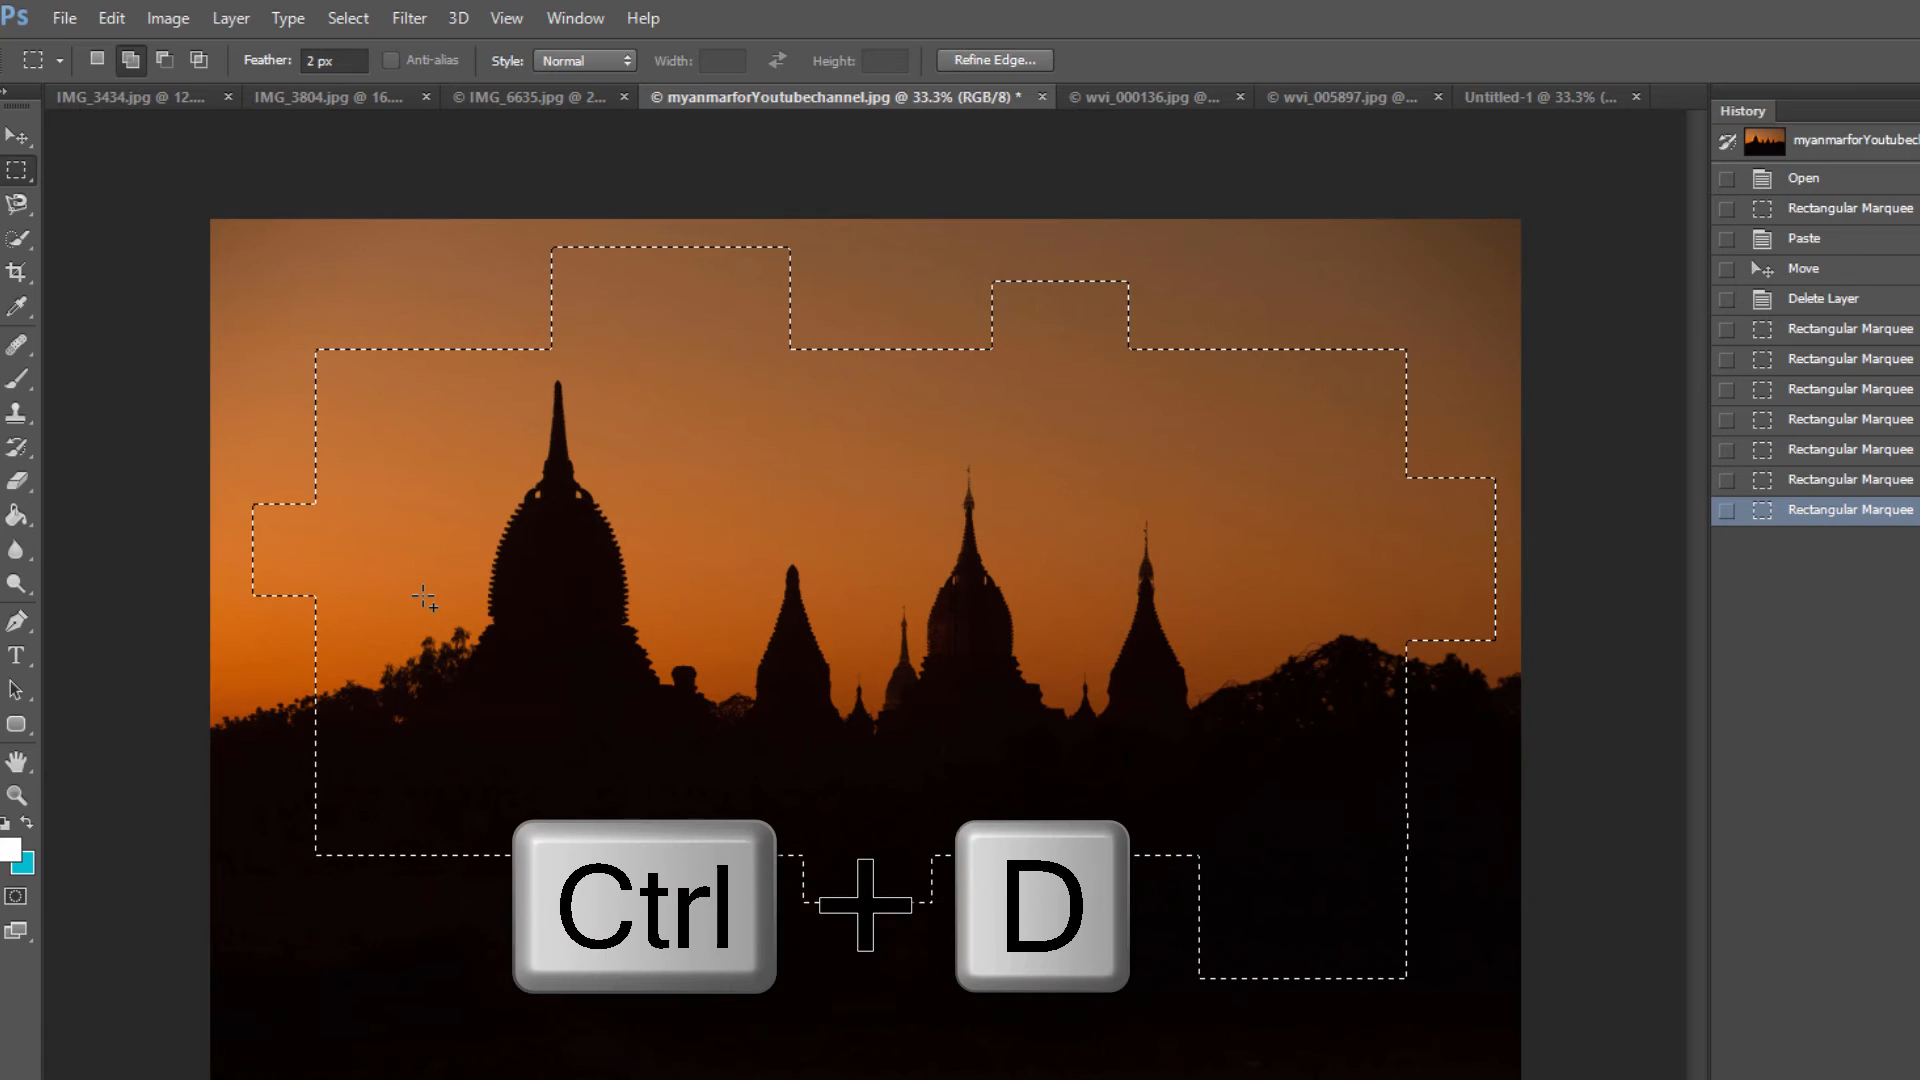 Ps File Edit Image Layer Type Select Filter 3D View Window Help
Feather: 2 px Anti-alias Style: Normal Width: Height: Refine Edge...
IMG_3434.jpg @ 12.... × IMG_3804.jpg @ 16.... × © IMG_6635.jpg @ 2... × © myanmarforYoutubechannel.jpg @ 33.3% (RGB/8) * × © wvi_000136.jpg @... × © wvi_005897.jpg @... × Untitled-1 @ 33.3% (... ×
History
myanmarforYoutubecl
Open
Rectangular Marquee
Paste
Move
Delete Layer
Rectangular Marquee
Rectangular Marquee
Rectangular Marquee
Rectangular Marquee
Rectangular Marquee
Rectangular Marquee
Rectangular Marquee
T
Ctrl + D